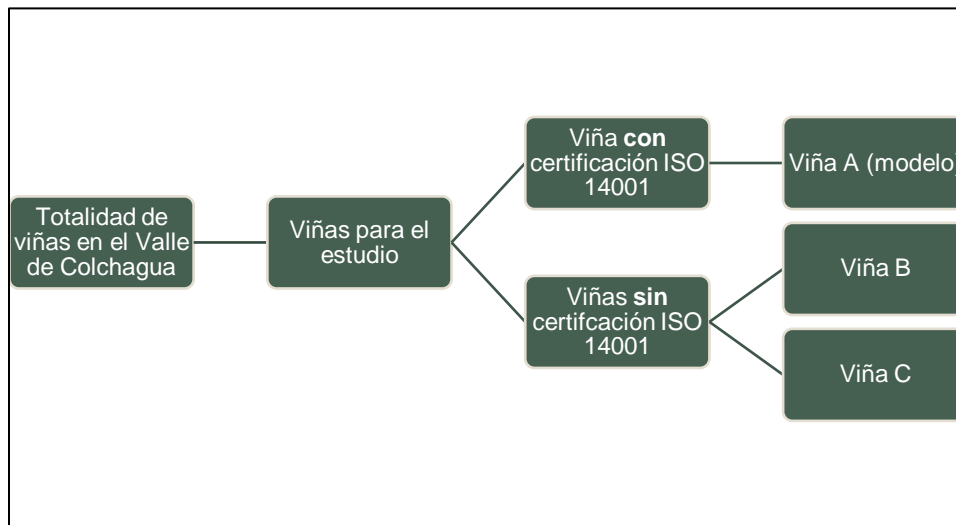 Totalidad de
viñas en el Valle
de Colchagua
Viñas para el
estudio
Viña con
certificación ISO
14001
Viña A (modelo)
Viñas sin
certifcación ISO
14001
Viña B
Viña C